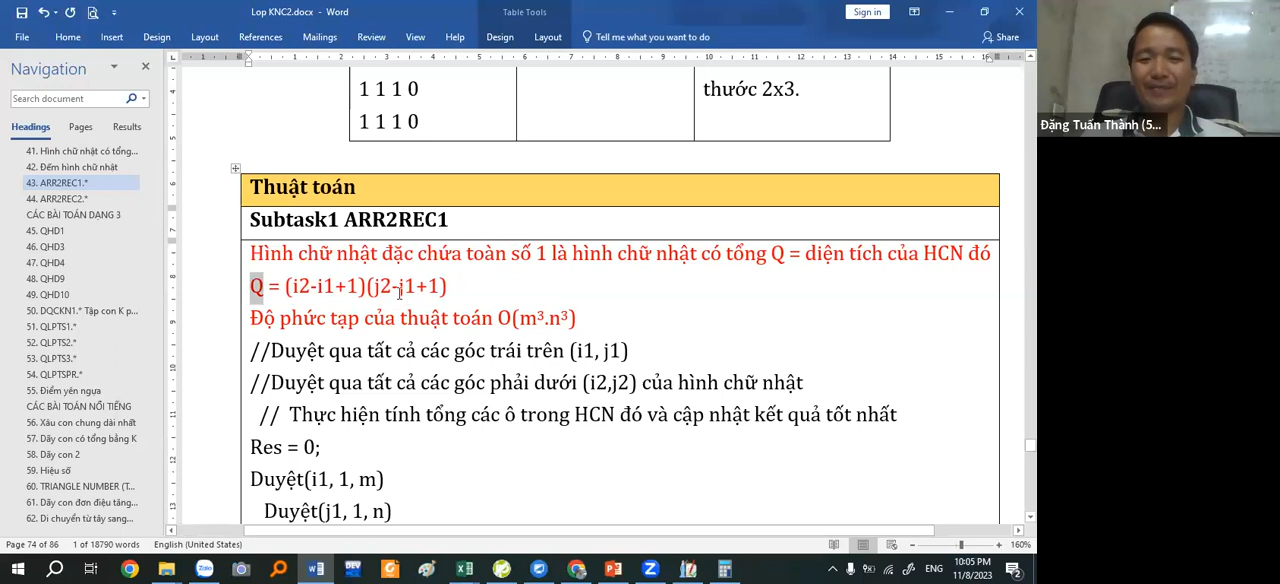 Lop KNC2.docx - Word
Table Tools
Sign in
File
Home
Insert
Design
Layout
References
Mailings
Review
View
Help
Design
Layout
Tell me what you want to do
Share
Navigation
Search document
Headings
Pages
Results
41. Hình chữ nhật có tổng...
42. Đếm hình chữ nhật
43. ARR2REC1.*
44. ARR2REC2.*
CÁC BÀI TOÁN DẠNG 3
45. QHD1
46. QHD3
47. QHD4
48. QHD9
49. QHD10
50. DQCKN1.* Tập con K p...
51. QLPTS1.*
52. QLPTS2.*
53. QLPTS3.*
54. QLPTSPR.*
55. Điểm yên ngựa
CÁC BÀI TOÁN NỔI TIẾNG
56. Xâu con chung dài nhất
57. Dãy có tổng bằng K
58. Dãy con 2
59. Hiệu số
60. TRIANGLE NUMBER (T...
61. Dãy con đơn điệu tăng...
62. Di chuyển từ tây sang...
1 1 1 0
thước 2x3.
1 1 1 0
Thuật toán
Subtask1 ARR2REC1
Hình chữ nhật đặc chứa toàn số 1 là hình chữ nhật có tổng Q = diện tích của HCN đó
Q = (i2-i1+1)(j2-j1+1)
Độ phức tạp của thuật toán O(m³.n³)
//Duyệt qua tất cả các góc trái trên (i1, j1)
//Duyệt qua tất cả các góc phải dưới (i2,j2) của hình chữ nhật
// Thực hiện tính tổng các ô trong HCN đó và cập nhật kết quả tốt nhất
Res = 0;
Duyệt(i1, 1, m)
Duyệt(j1, 1, n)
Đặng Tuấn Thành (5...
Page 74 of 86
1 of 18790 words
English (United States)
160%
ENG
10:05 PM
11/8/2023